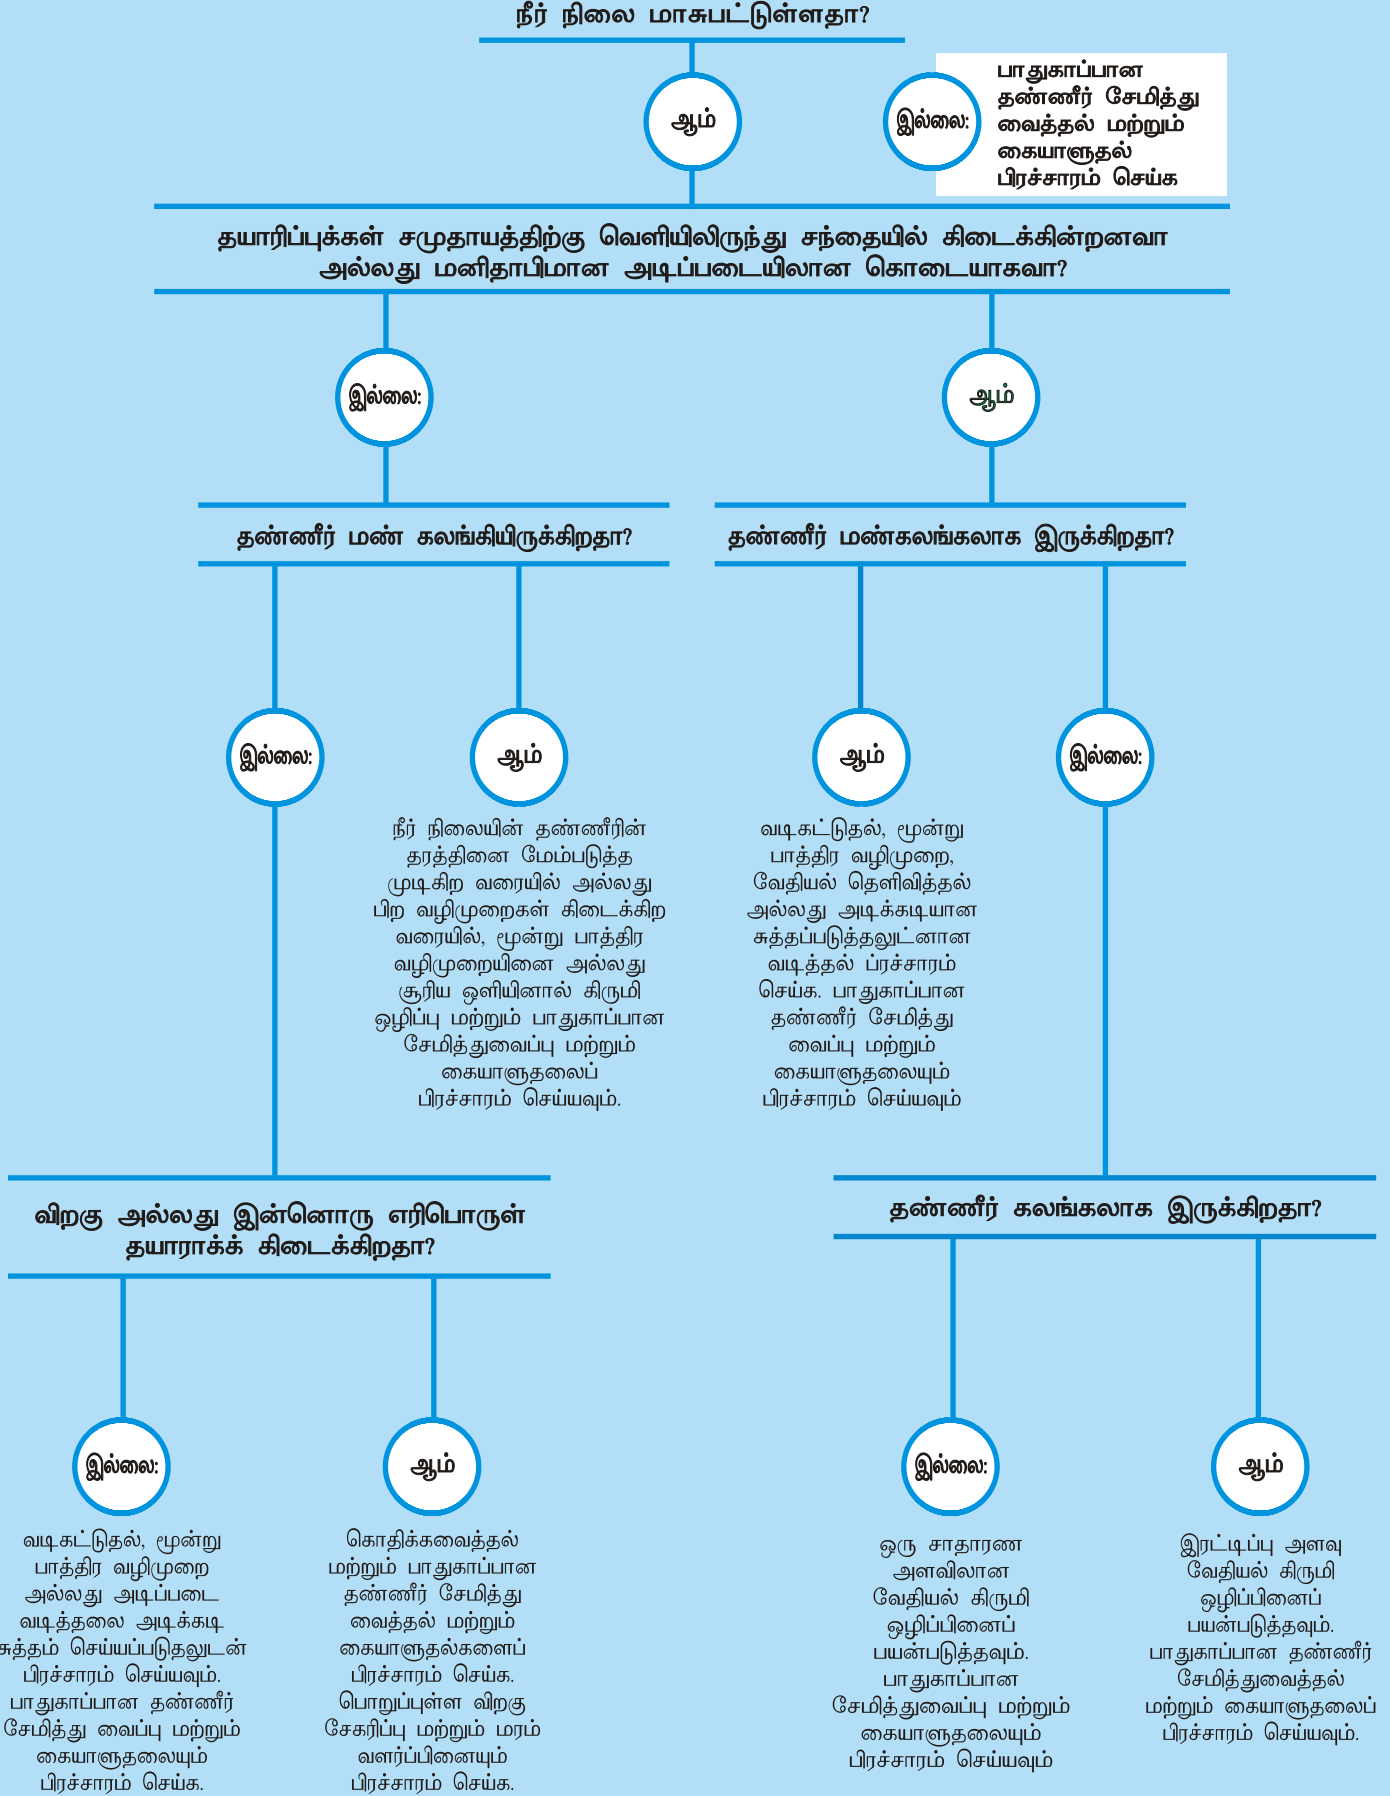 நீர் நிலை மாசுபட்டுள்ளதா?
ஆம்
இல்லை:
பாதுகாப்பான
தண்ணீர் சேமித்து
வைத்தல் மற்றும்
கையாளுதல்
பிரச்சாரம் செய்க
தயாரிப்புக்கள் சமுதாயத்திற்கு வெளியிலிருந்து சந்தையில் கிடைக்கின்றனவா
அல்லது மனிதாபிமான அடிப்படையிலான கொடையாகவா?
இல்லை:
ஆம்
தண்ணீர் மண் கலங்கியிருக்கிறதா?
தண்ணீர் மண்கலங்கலாக இருக்கிறதா?
இல்லை:
ஆம்
ஆம்
இல்லை:
நீர் நிலையின் தண்ணீரின்
தரத்தினை மேம்படுத்த
முடிகிற வரையில் அல்லது
பிற வழிமுறைகள் கிடைக்கிற
வரையில், மூன்று பாத்திர
வழிமுறையினை அல்லது
சூரிய ஒளியினால் கிருமி
ஒழிப்பு மற்றும் பாதுகாப்பான
சேமித்துவைப்பு மற்றும்
கையாளுதலைப்
பிரச்சாரம் செய்யவும்.
வடிகட்டுதல், மூன்று
பாத்திர வழிமுறை,
வேதியல் தெளிவித்தல்
அல்லது அடிக்கடியான
சுத்தப்படுத்தலுட்னான
வடித்தல் ப்ரச்சாரம்
செய்க. பாதுகாப்பான
தண்ணீர் சேமித்து
வைப்பு மற்றும்
கையாளுதலையும்
பிரச்சாரம் செய்யவும்
விறகு அல்லது இன்னொரு எரிபொருள்
தயாராக்க் கிடைக்கிறதா?
தண்ணீர் கலங்கலாக இருக்கிறதா?
இல்லை:
ஆம்
இல்லை:
ஆம்
வடிகட்டுதல், மூன்று
பாத்திர வழிமுறை
அல்லது அடிப்படை
வடித்தலை அடிக்கடி
சுத்தம் செய்யப்படுதலுடன்
பிரச்சாரம் செய்யவும்.
பாதுகாப்பான தண்ணீர்
சேமித்து வைப்பு மற்றும்
கையாளுதலையும்
பிரச்சாரம் செய்க.
கொதிக்கவைத்தல்
மற்றும் பாதுகாப்பான
தண்ணீர் சேமித்து
வைத்தல் மற்றும்
கையாளுதல்களைப்
பிரச்சாரம் செய்க.
பொறுப்புள்ள விறகு
சேகரிப்பு மற்றும் மரம்
வளர்ப்பினையும்
பிரச்சாரம் செய்க.
ஒரு சாதாரண
அளவிலான
வேதியல் கிருமி
ஒழிப்பினைப்
பயன்படுத்தவும்.
பாதுகாப்பான
சேமித்துவைப்பு மற்றும்
கையாளுதலையும்
பிரச்சாரம் செய்யவும்
இரட்டிப்பு அளவு
வேதியல் கிருமி
ஒழிப்பினைப்
பயன்படுத்தவும்.
பாதுகாப்பான தண்ணீர்
சேமித்துவைத்தல்
மற்றும் கையாளுதலைப்
பிரச்சாரம் செய்யவும்.